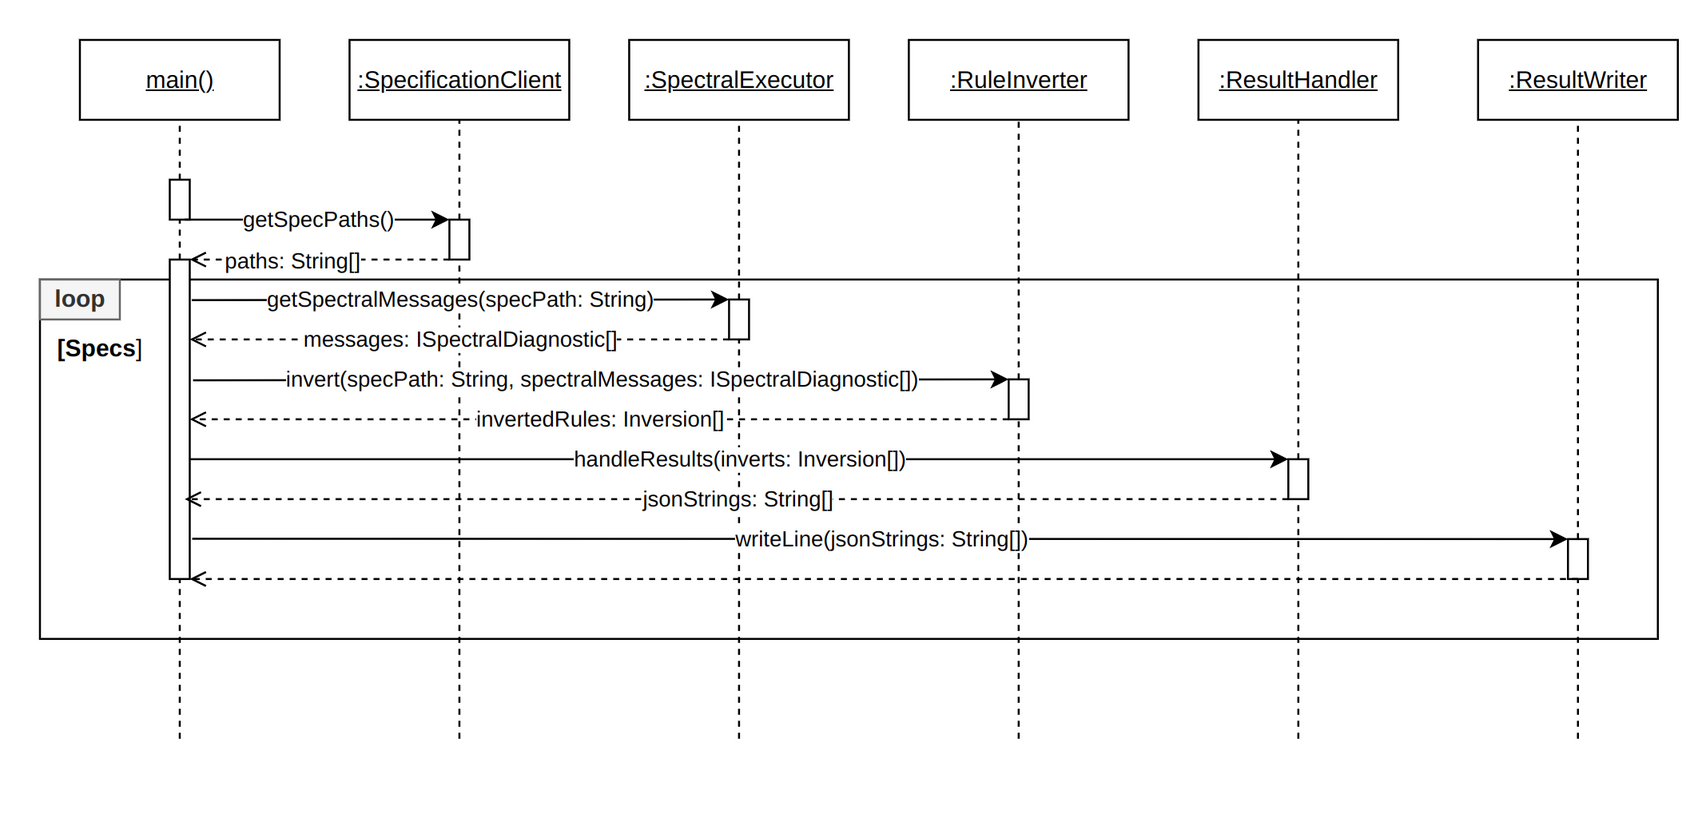 main()
:SpecificationClient
:SpectralExecutor
:RuleInverter
:ResultHandler
:ResultWriter
getSpecPaths()
paths: String[]
loop
getSpectralMessages(specPath: String)
messages: ISpectralDiagnostic[]
[Specs]
invert(specPath: String, spectralMessages: ISpectralDiagnostic[])
invertedRules: Inversion[]
handleResults(inverts: Inversion[])
jsonStrings: String[]
writeLine(jsonStrings: String[])